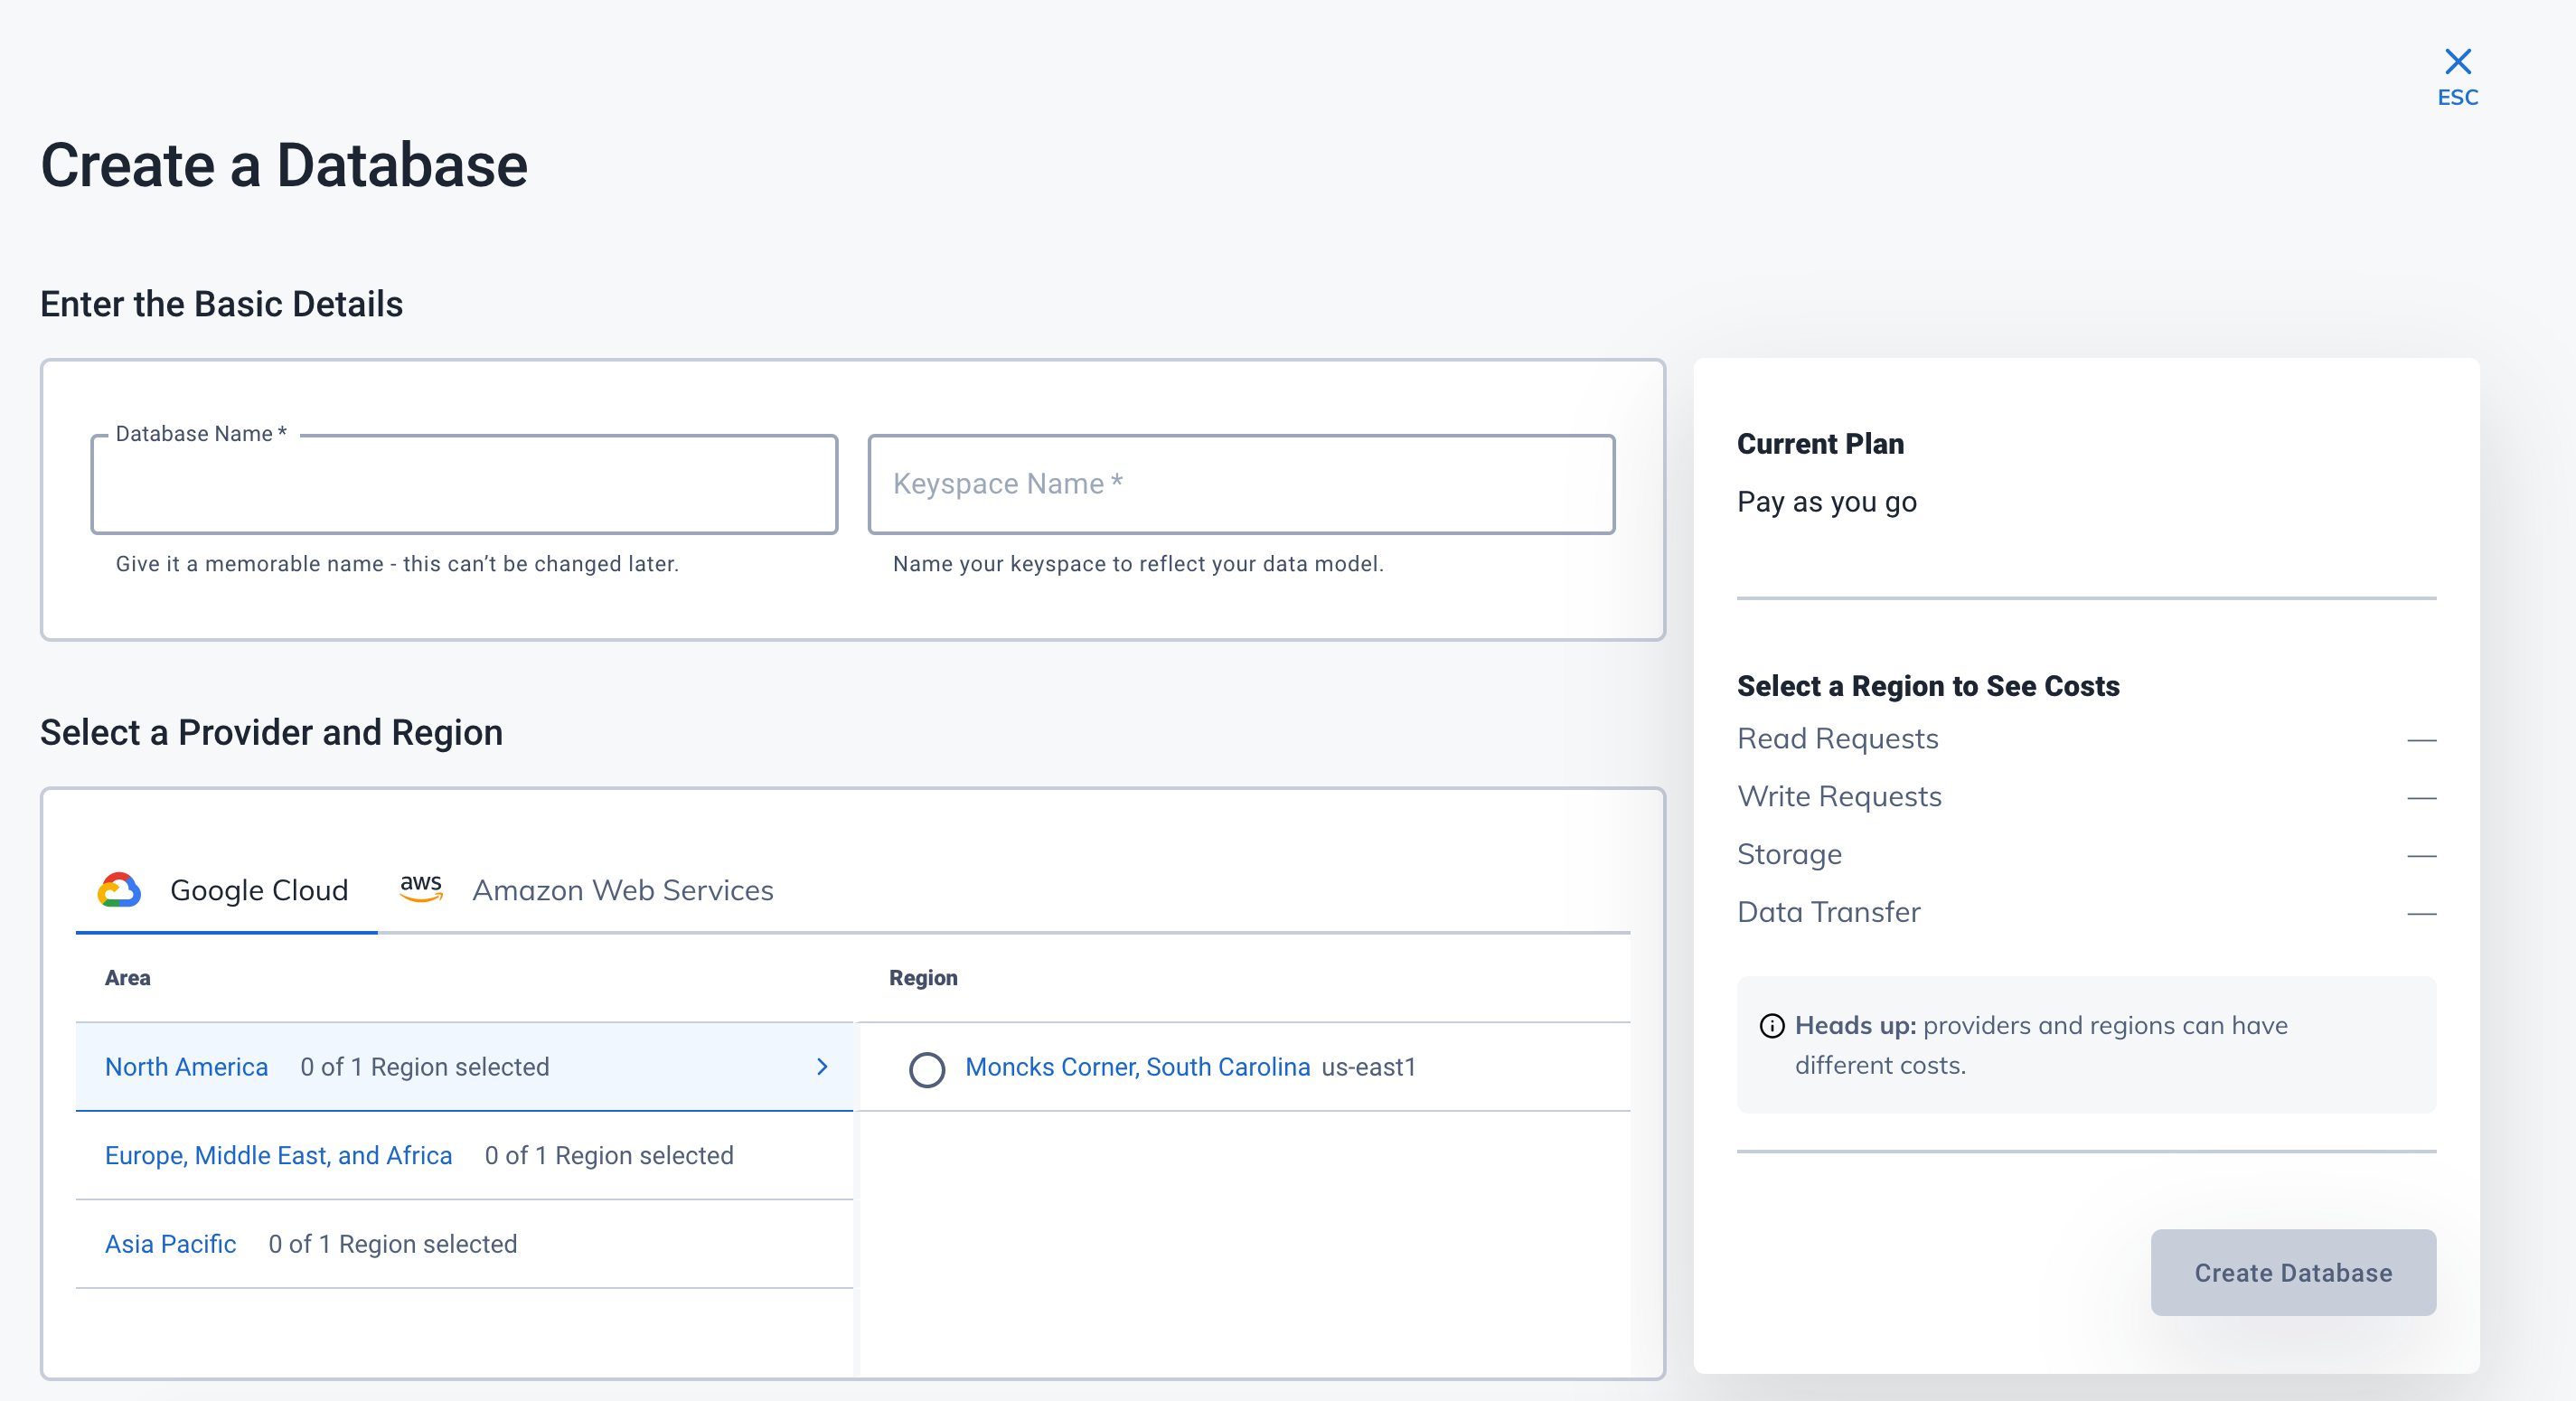 ESC
Create a Database
Enter the Basic Details
Database Name *
Keyspace Name *
Give it a memorable name - this can’t be changed later.
Name your keyspace to reflect your data model.
Select a Provider and Region
Google Cloud
aws
Amazon Web Services
Area
Region
North America 0 of 1 Region selected
Moncks Corner, South Carolina us-east1
Europe, Middle East, and Africa 0 of 1 Region selected
Asia Pacific 0 of 1 Region selected
Current Plan
Pay as you go
Select a Region to See Costs
Read Requests —
Write Requests —
Storage —
Data Transfer —
Heads up: providers and regions can have
different costs.
Create Database